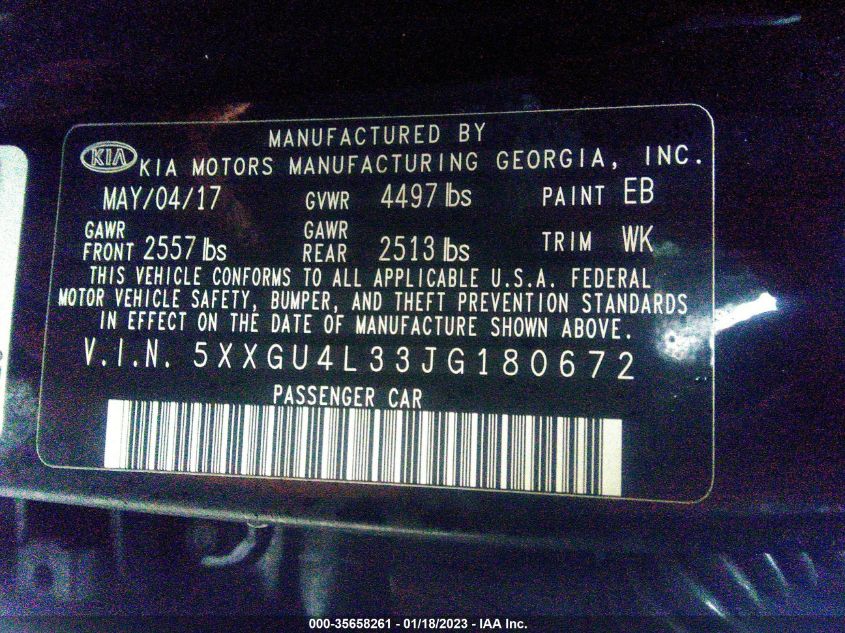 MANUFACTURED BY
KIA KIA MOTORS MANUFACTURING GEORGIA, INC.
MAY/04/17 GVWR 4497 lbs PAINT EB
GAWR FRONT 2557 lbs GAWR REAR 2513 lbs TRIM WK
THIS VEHICLE CONFORMS TO ALL APPLICABLE U.S.A. FEDERAL
MOTOR VEHICLE SAFETY, BUMPER, AND THEFT PREVENTION STANDARDS
IN EFFECT ON THE DATE OF MANUFACTURE SHOWN ABOVE.
V.I.N. 5XXGU4L33JG180672
PASSENGER CAR
000-35658261 - 01/18/2023 - IAA Inc.